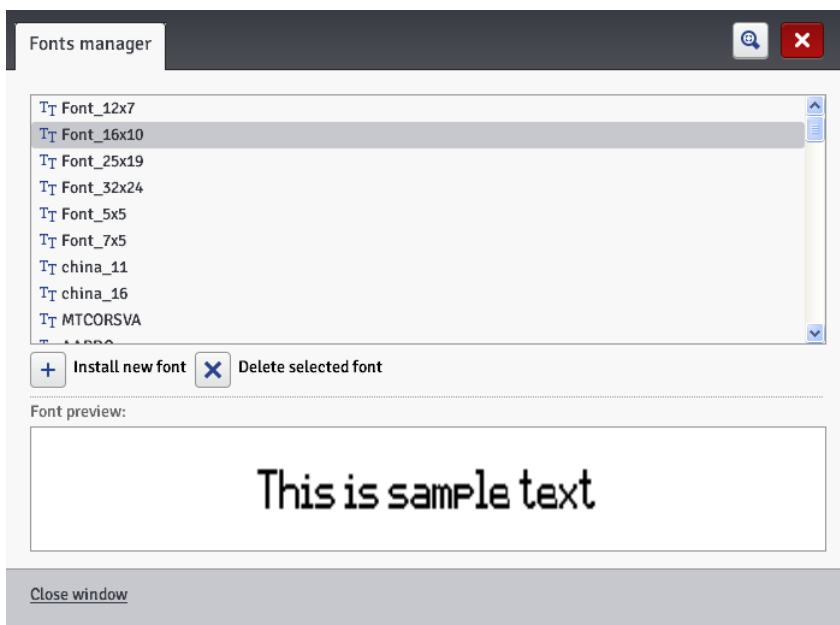 Fonts manager
Font_12x7
Font_16x10
Font_25x19
Font_32x24
Font_5x5
Font_7x5
china_11
china_16
MTCORSVA
Install new font Delete selected font
Font preview:
This is sample text
Close window